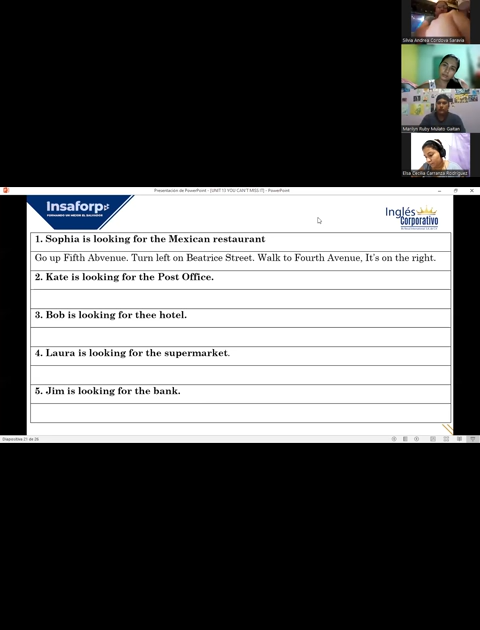 Silvia Andrea Cordova Saravia
Marilyn Ruby Mulato Gaitan
Elsa Cecilia Carranza Rodriguez
Presentación de PowerPoint - [UNIT 13 YOU CAN'T MISS IT] - PowerPoint
Insaforp
Inglés
Corporativo
1. Sophia is looking for the Mexican restaurant
Go up Fifth Abvenue. Turn left on Beatrice Street. Walk to Fourth Avenue, It's on the right.
2. Kate is looking for the Post Office.
3. Bob is looking for thee hotel.
4. Laura is looking for the supermarket.
5. Jim is looking for the bank.
Diapositiva 21 de 26